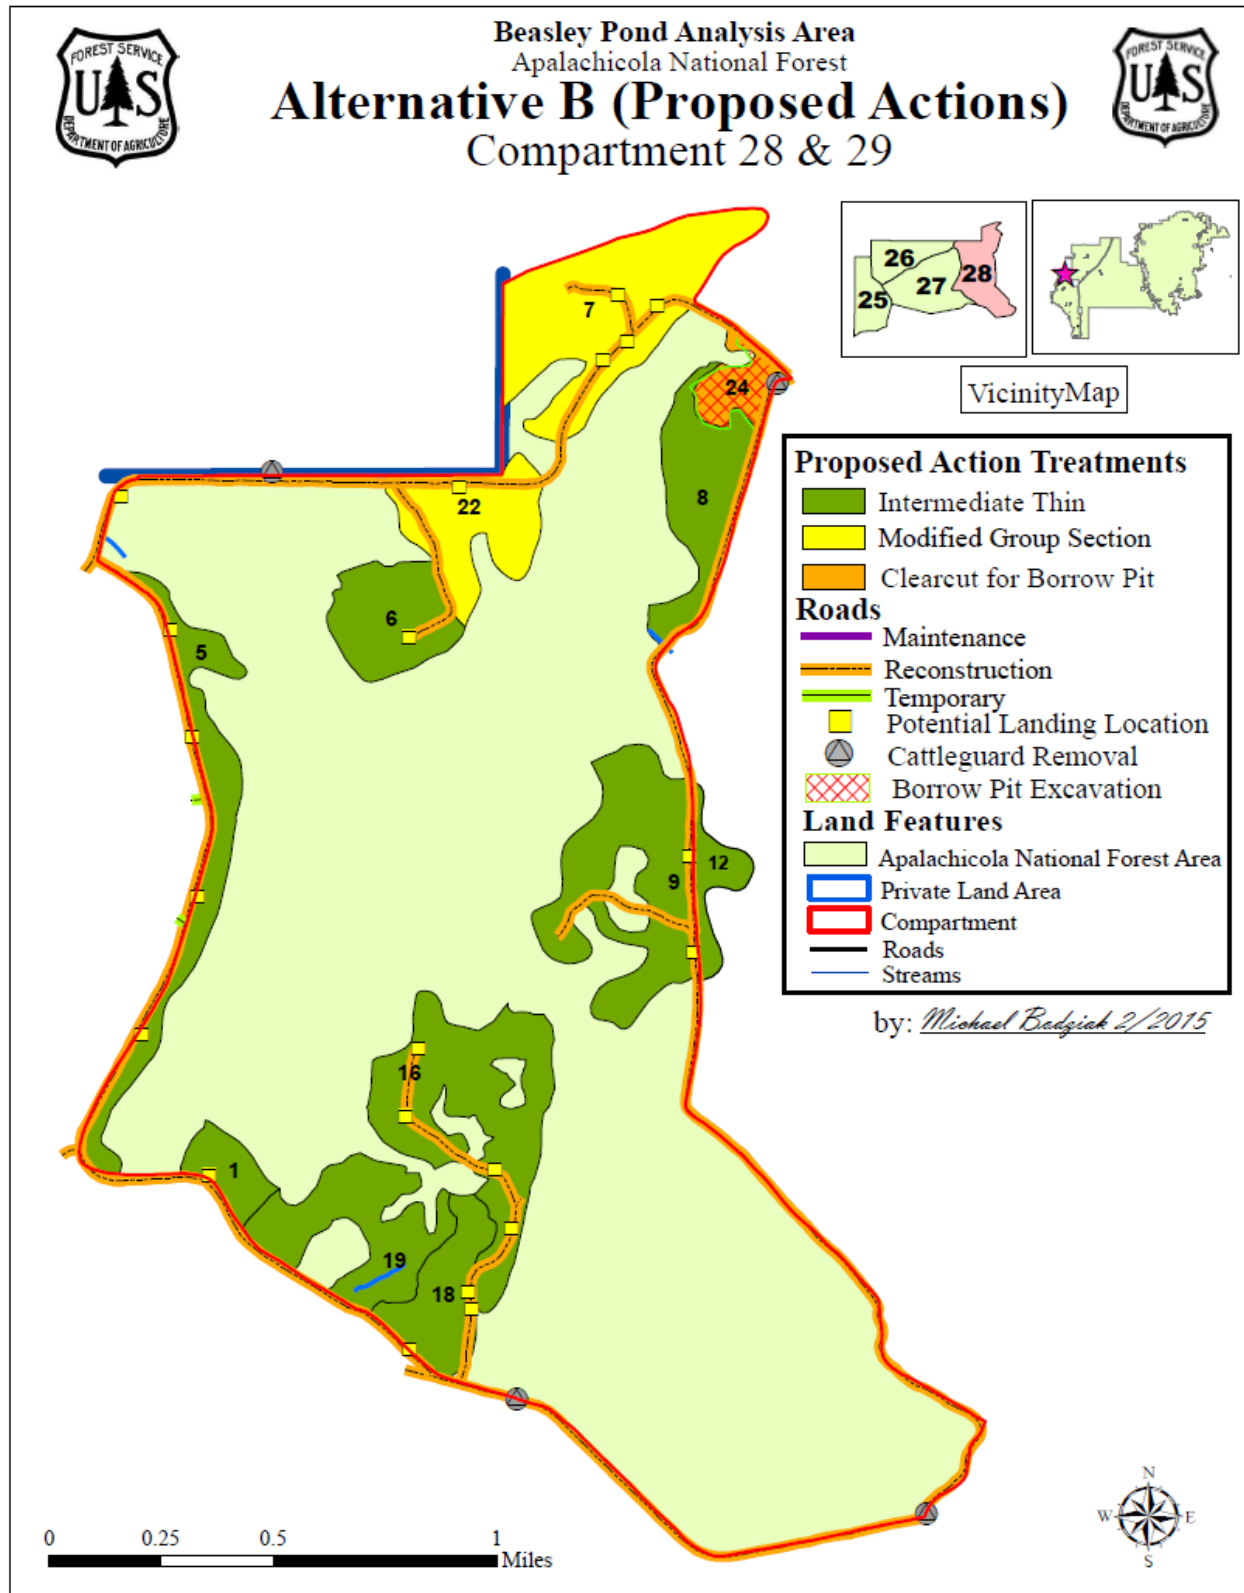 Beasley Pond Analysis Area
Apalachicola National Forest
Alternative B (Proposed Actions)
Compartment 28 & 29
FOREST SERVICE
U S
DEPARTMENT OF AGRICULTURE
FOREST SERVICE
U S
DEPARTMENT OF AGRICULTURE
26
25
27
28
VicinityMap
7
24
8
22
6
5
12
9
16
1
19
18
Proposed Action Treatments
Intermediate Thin
Modified Group Section
Clearcut for Borrow Pit
Roads
Maintenance
Reconstruction
Temporary
Potential Landing Location
Cattleguard Removal
Borrow Pit Excavation
Land Features
Apalachicola National Forest Area
Private Land Area
Compartment
Roads
Streams
by: Michael Bodziak 2/2015
0 0.25 0.5 1
Miles
N
W E
S